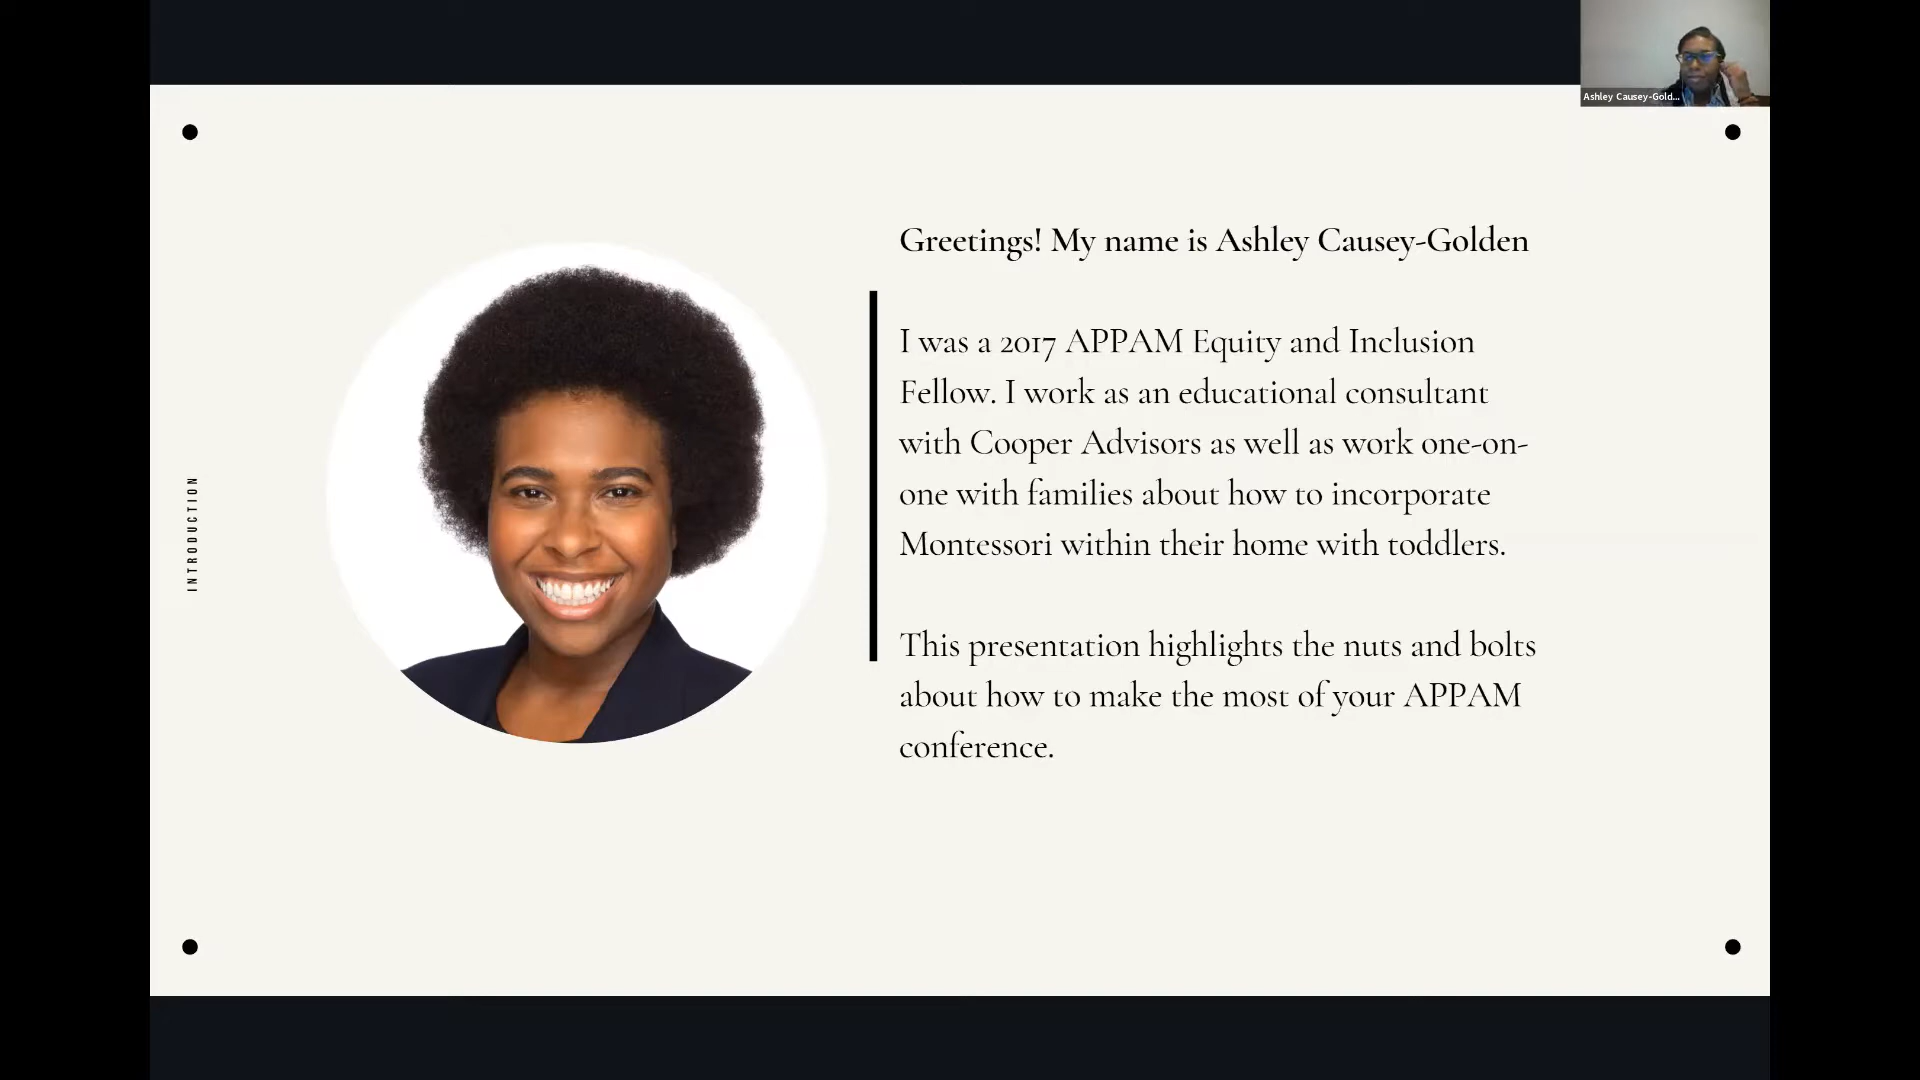 Ashley Causey-Gold...
Greetings! My name is Ashley Causey-Golden
I was a 2017 APPAM Equity and Inclusion
Fellow. I work as an educational consultant
with Cooper Advisors as well as work one-on-
one with families about how to incorporate
Montessori within their home with toddlers.
This presentation highlights the nuts and bolts
about how to make the most of your APPAM
conference.
INTRODUCTION